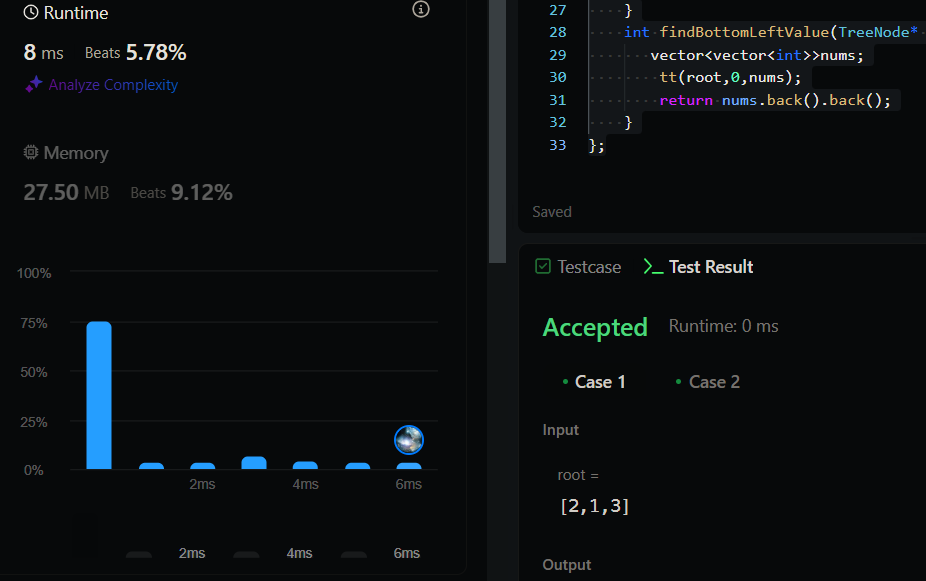 Runtime
8 ms Beats 5.78%
Analyze Complexity
Memory
27.50 MB Beats 9.12%
100%
75%
50%
25%
0%
2ms 4ms 6ms
2ms 4ms 6ms
27 }
28 int findBottomLeftValue(TreeNode*
29 vector<vector<int>>nums;
30 tt(root,0,nums);
31 return nums.back().back();
32 }
33 };
Saved
Testcase Test Result
Accepted Runtime: 0 ms
Case 1 Case 2
Input
root =
[2,1,3]
Output